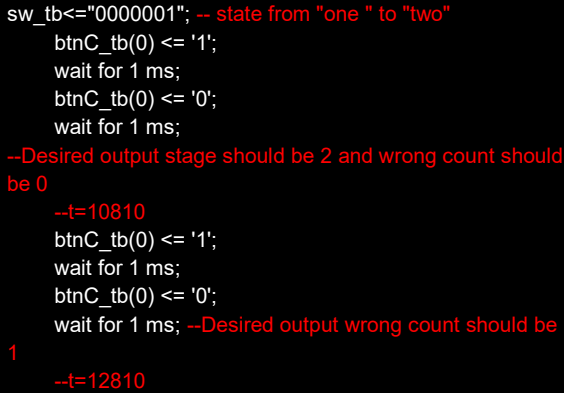 sw_tb<="0000001"; -- state from "one " to "two"
btnC_tb(0) <= '1';
wait for 1 ms;
btnC_tb(0) <= '0';
wait for 1 ms;
--Desired output stage should be 2 and wrong count should
be 0
--t=10810
btnC_tb(0) <= '1';
wait for 1 ms;
btnC_tb(0) <= '0';
wait for 1 ms; --Desired output wrong count should be
1
--t=12810